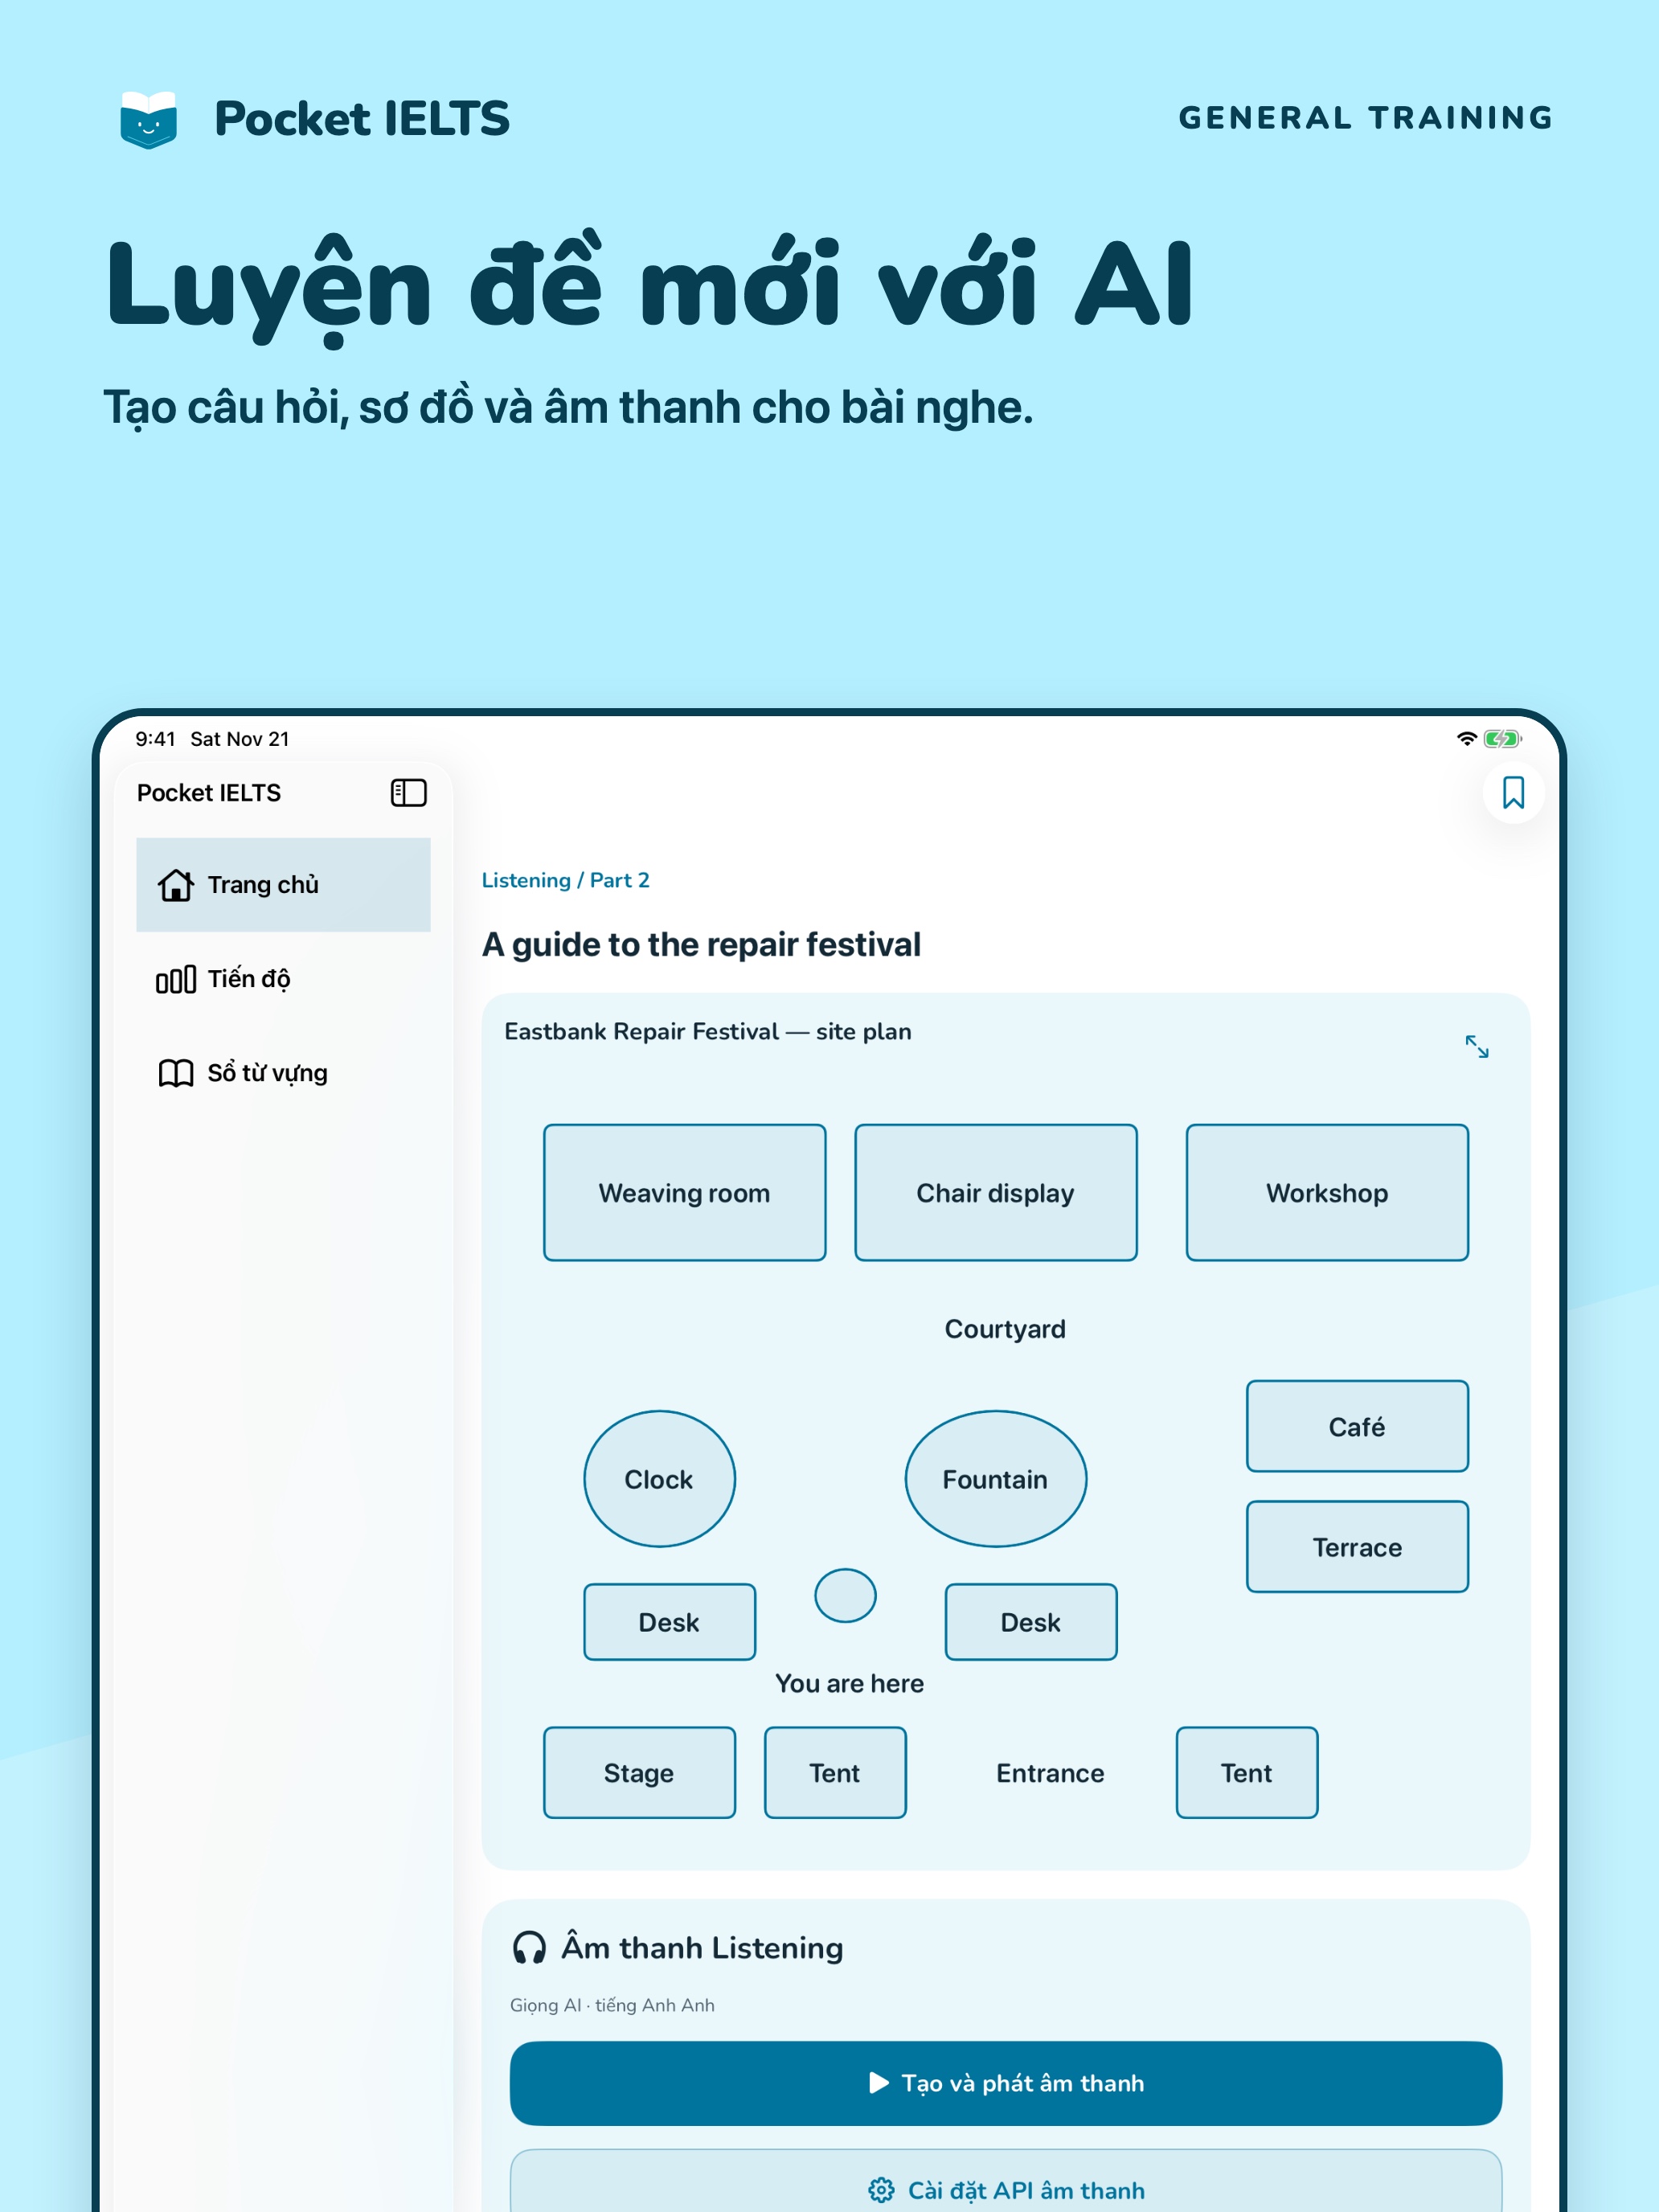 Pocket IELTS
GENERAL TRAINING
Luyện đề mới với AI
Tạo câu hỏi, sơ đồ và âm thanh cho bài nghe.
9:41 Sat Nov 21
Pocket IELTS
Trang chủ
Tiến độ
Sổ từ vựng
Listening / Part 2
A guide to the repair festival
Eastbank Repair Festival — site plan
Weaving room
Chair display
Workshop
Courtyard
Café
Clock
Fountain
Terrace
Desk
Desk
You are here
Stage
Tent
Entrance
Tent
Âm thanh Listening
Giọng AI · tiếng Anh Anh
Tạo và phát âm thanh
Cài đặt API âm thanh